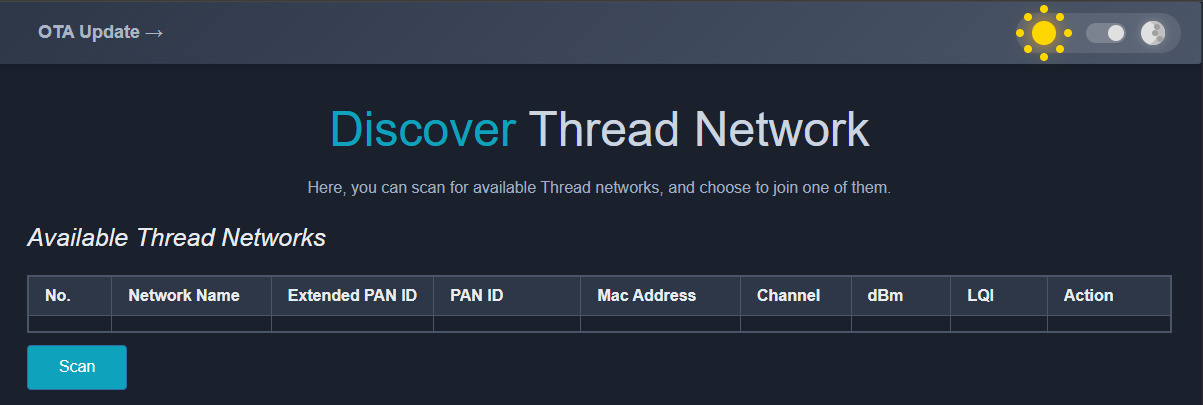 OTA Update →
Discover Thread Network
Here, you can scan for available Thread networks, and choose to join one of them.
Available Thread Networks
No. Network Name Extended PAN ID PAN ID Mac Address Channel dBm LQI Action
Scan